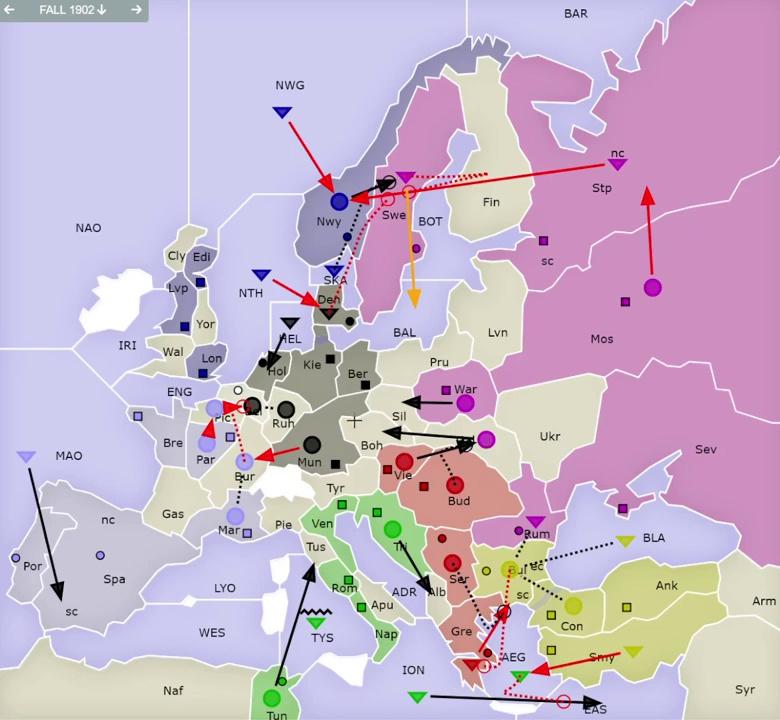 ← FALL 1902↓ →
BAR
NWG
nc
Stp
Fin
NAO
Nwy
Swe
BOT
Cly
Edi
sc
SKA
NTH
Den
Lvp
Mos
Yor
BAL
Lvn
IRI
HEL
Wal
Lon
Kie
Hol
Ber
Pru
ENG
War
Pic
Bel
Ruh
Sil
Ukr
Bre
Boh
MAO
Par
Mun
Vie
Sev
Bur
Tyr
Bud
nc
Gas
Mar
Pie
Ven
Tri
Rum
BLA
Tus
Por
Spa
Ser
Bul
ec
Ank
LYO
Rom
ADR
Alb
sc
Arm
sc
Apu
Con
WES
TYS
Nap
Gre
AEG
Smy
ION
Naf
Syr
Tun
EAS